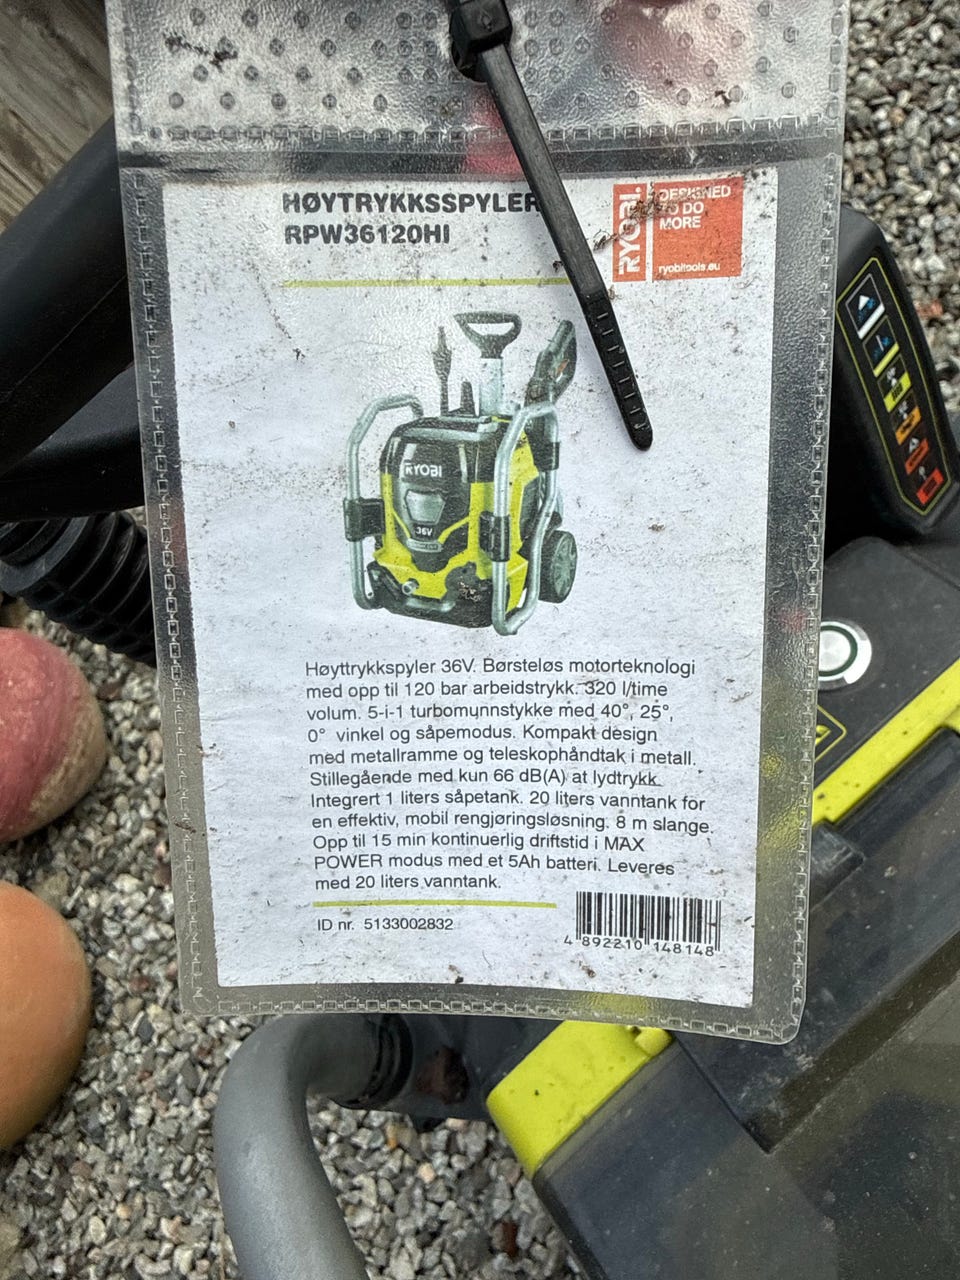 HØYTRYKKSSPYLER
RPW36120HI
RYOBI.
DESIGNED
TO DO
MORE
ryobitools.eu
RYOBI
36V
Høyttrykkspyler 36V. Børsteløs motorteknologi
med opp til 120 bar arbeidstrykk. 320 l/time
volum. 5-i-1 turbomunnstykke med 40°, 25°,
0° vinkel og såpemodus. Kompakt design
med metallramme og teleskophåndtak i metall.
Stillegående med kun 66 dB(A) at lydtrykk.
Integrert 1 liters såpetank. 20 liters vanntank for
en effektiv, mobil rengjøringsløsning. 8 m slange.
Opp til 15 min kontinuerlig driftstid i MAX
POWER modus med et 5Ah batteri. Leveres
med 20 liters vanntank.
ID nr. 5133002832
4 892210 148148